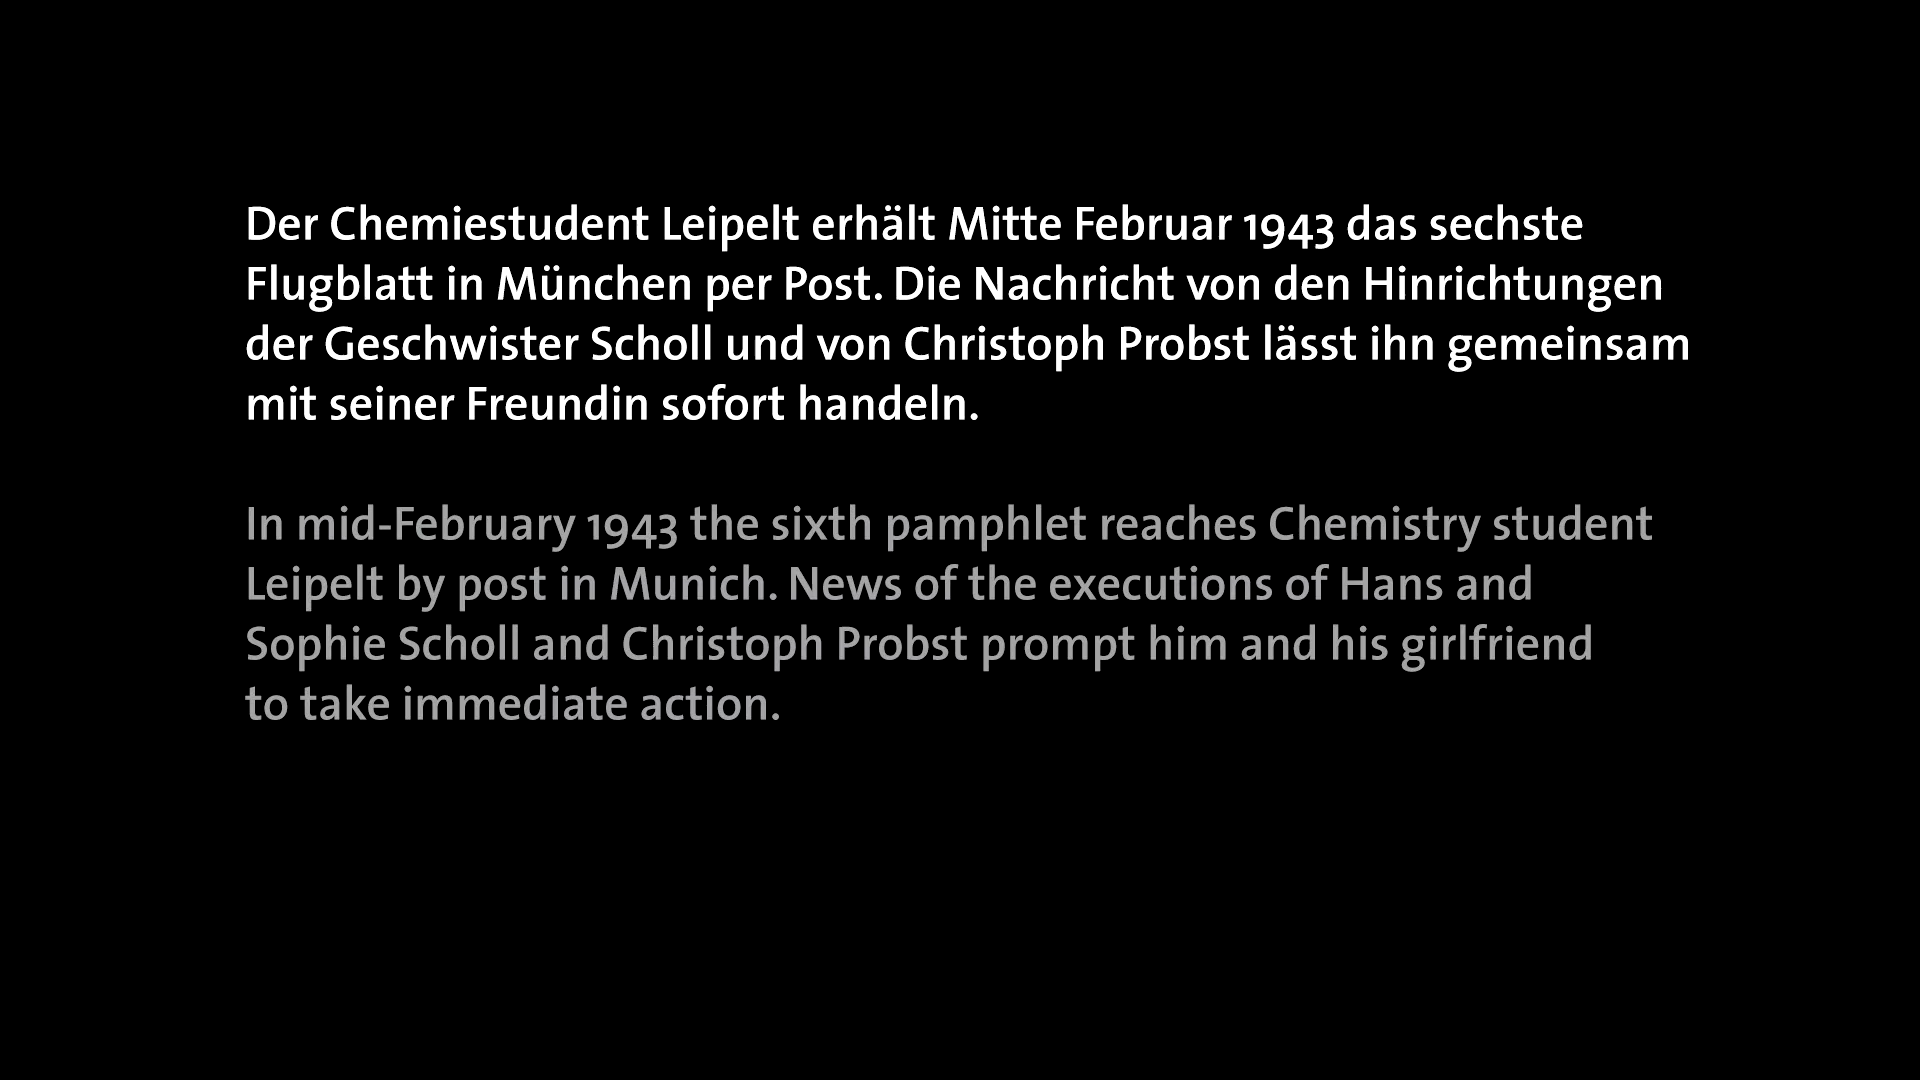 Der Chemiestudent Leipelt erhält Mitte Februar 1943 das sechste
Flugblatt in München per Post. Die Nachricht von den Hinrichtungen
der Geschwister Scholl und von Christoph Probst lässt ihn gemeinsam
mit seiner Freundin sofort handeln.
In mid-February 1943 the sixth pamphlet reaches Chemistry student
Leipelt by post in Munich. News of the executions of Hans and
Sophie Scholl and Christoph Probst prompt him and his girlfriend
to take immediate action.